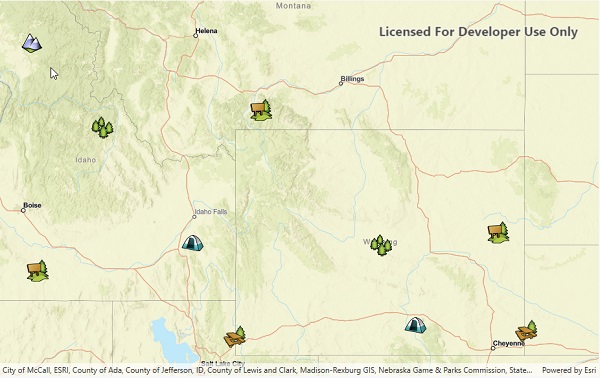 Montana
Helena
Licensed For Developer Use Only
Billings
Idaho
Boise
Idaho Falls
Cheyenne
Salt Lake City
City of McCall, ESRI, County of Ada, County of Jefferson, ID, County of Lewis and Clark, Madison-Rexburg GIS, Nebraska Game & Parks Commission, State... Powered by Esri